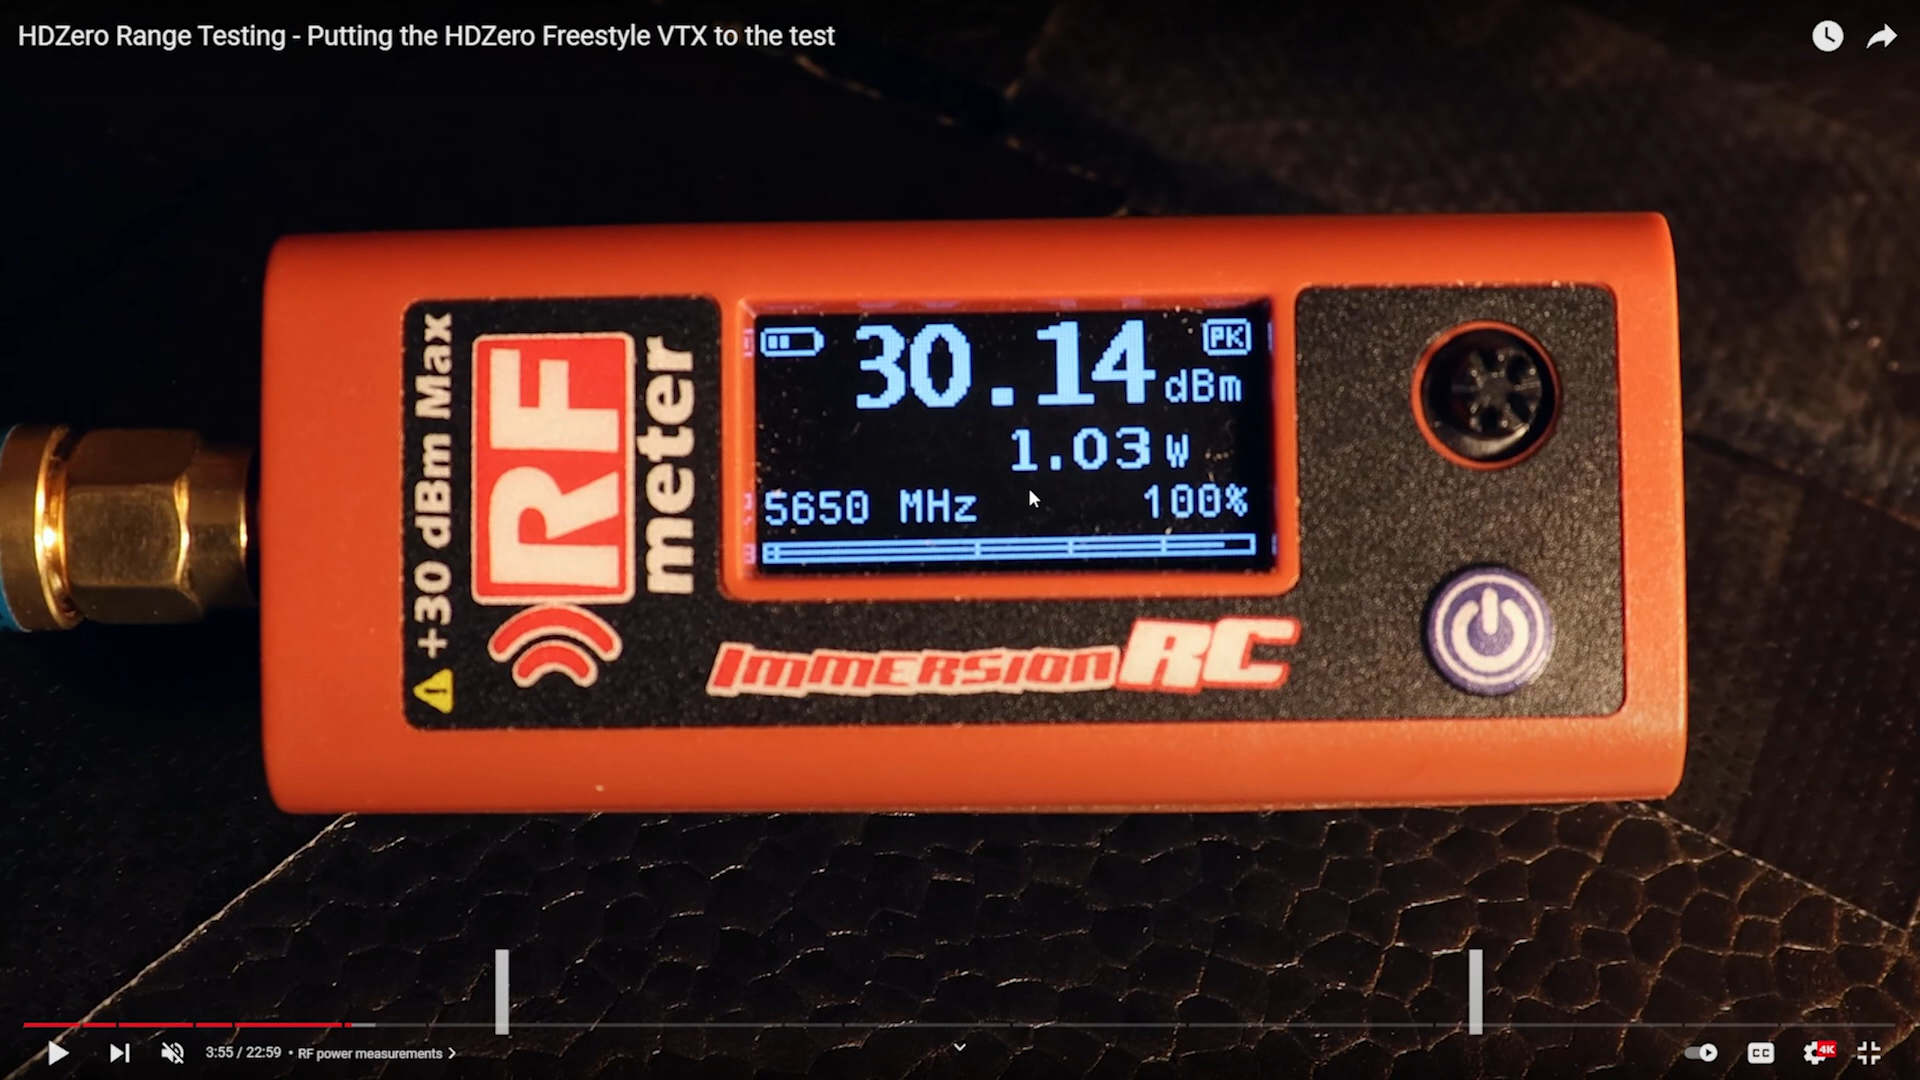 HDZero Range Testing - Putting the HDZero Freestyle VTX to the test
+30 dBm Max
RF
meter
30.14 dBm
PK
1.03 W
5650 MHz 100%
ImmersionRC
3:55 / 22:59 • RF power measurements
CC
4K